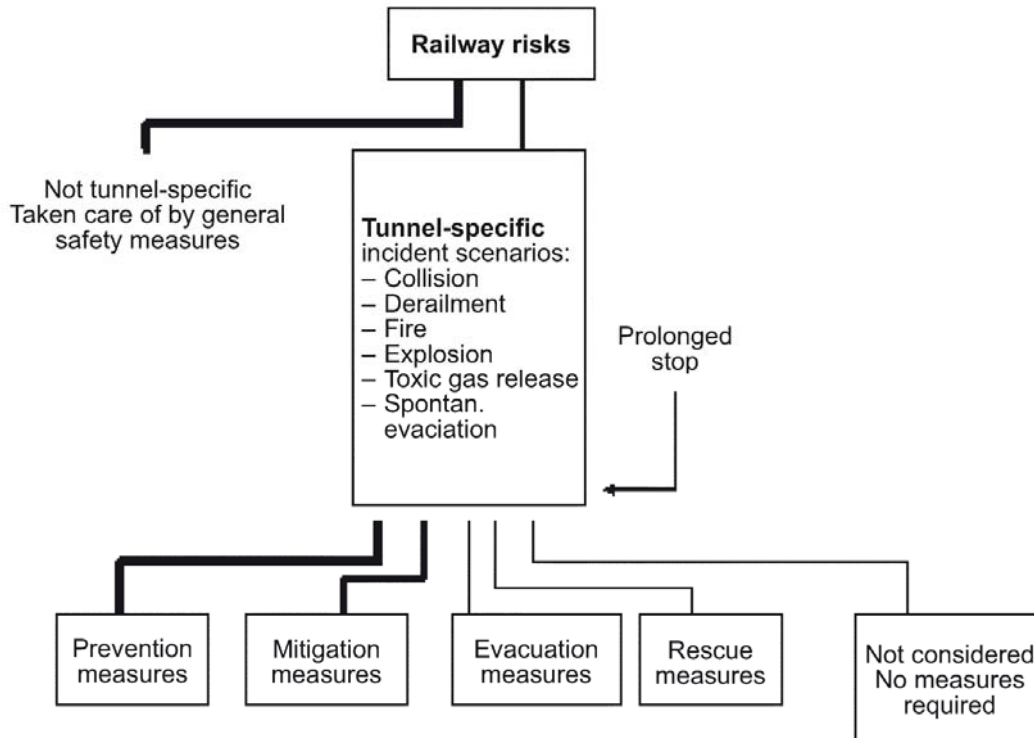 Railway risks
Not tunnel-specific
Taken care of by general
safety measures
Tunnel-specific
incident scenarios:
– Collision
– Derailment
– Fire
– Explosion
– Toxic gas release
– Spontan.
evaciation
Prolonged
stop
Prevention
measures
Mitigation
measures
Evacuation
measures
Rescue
measures
Not considered
No measures
required